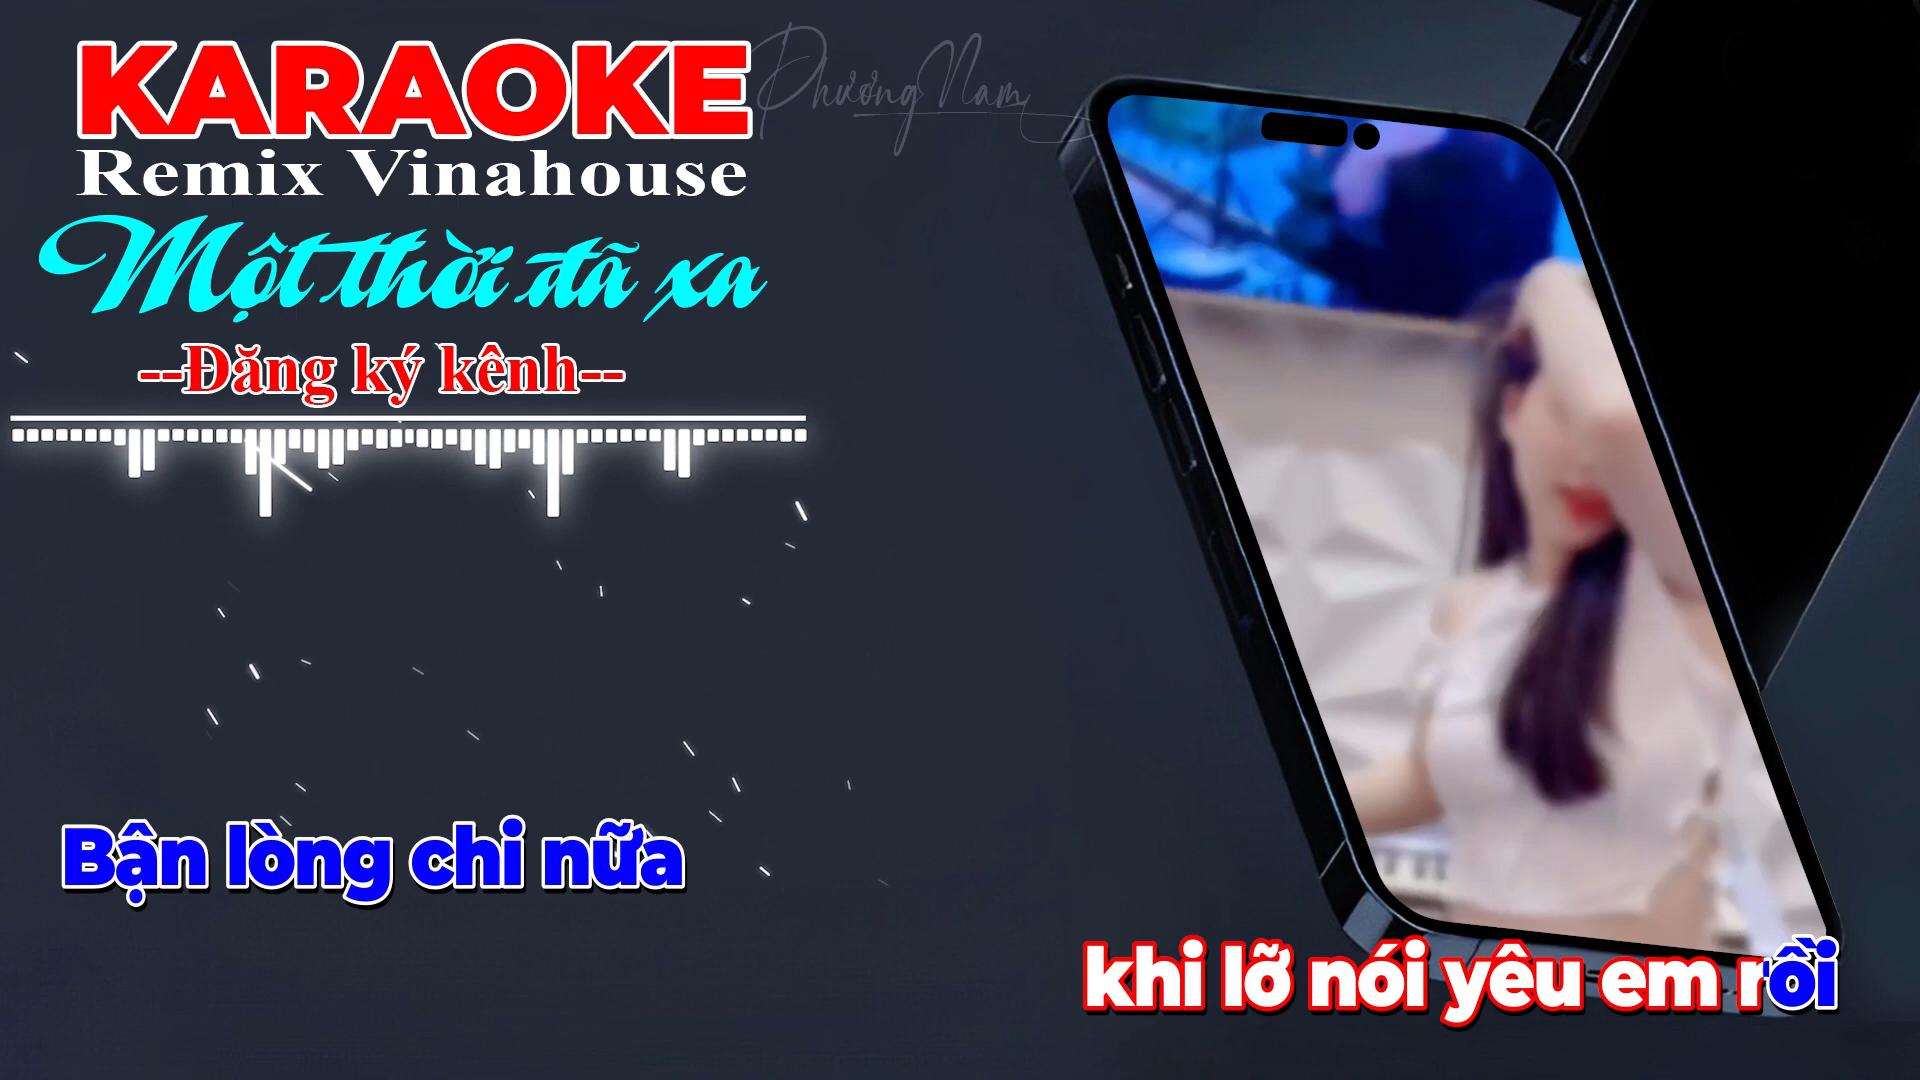 KARAOKE
Phương Nam
Remix Vinahouse
Một thời đã xa
--Đăng ký kênh--
Bận lòng chi nữa
khi lỡ nói yêu em rồi